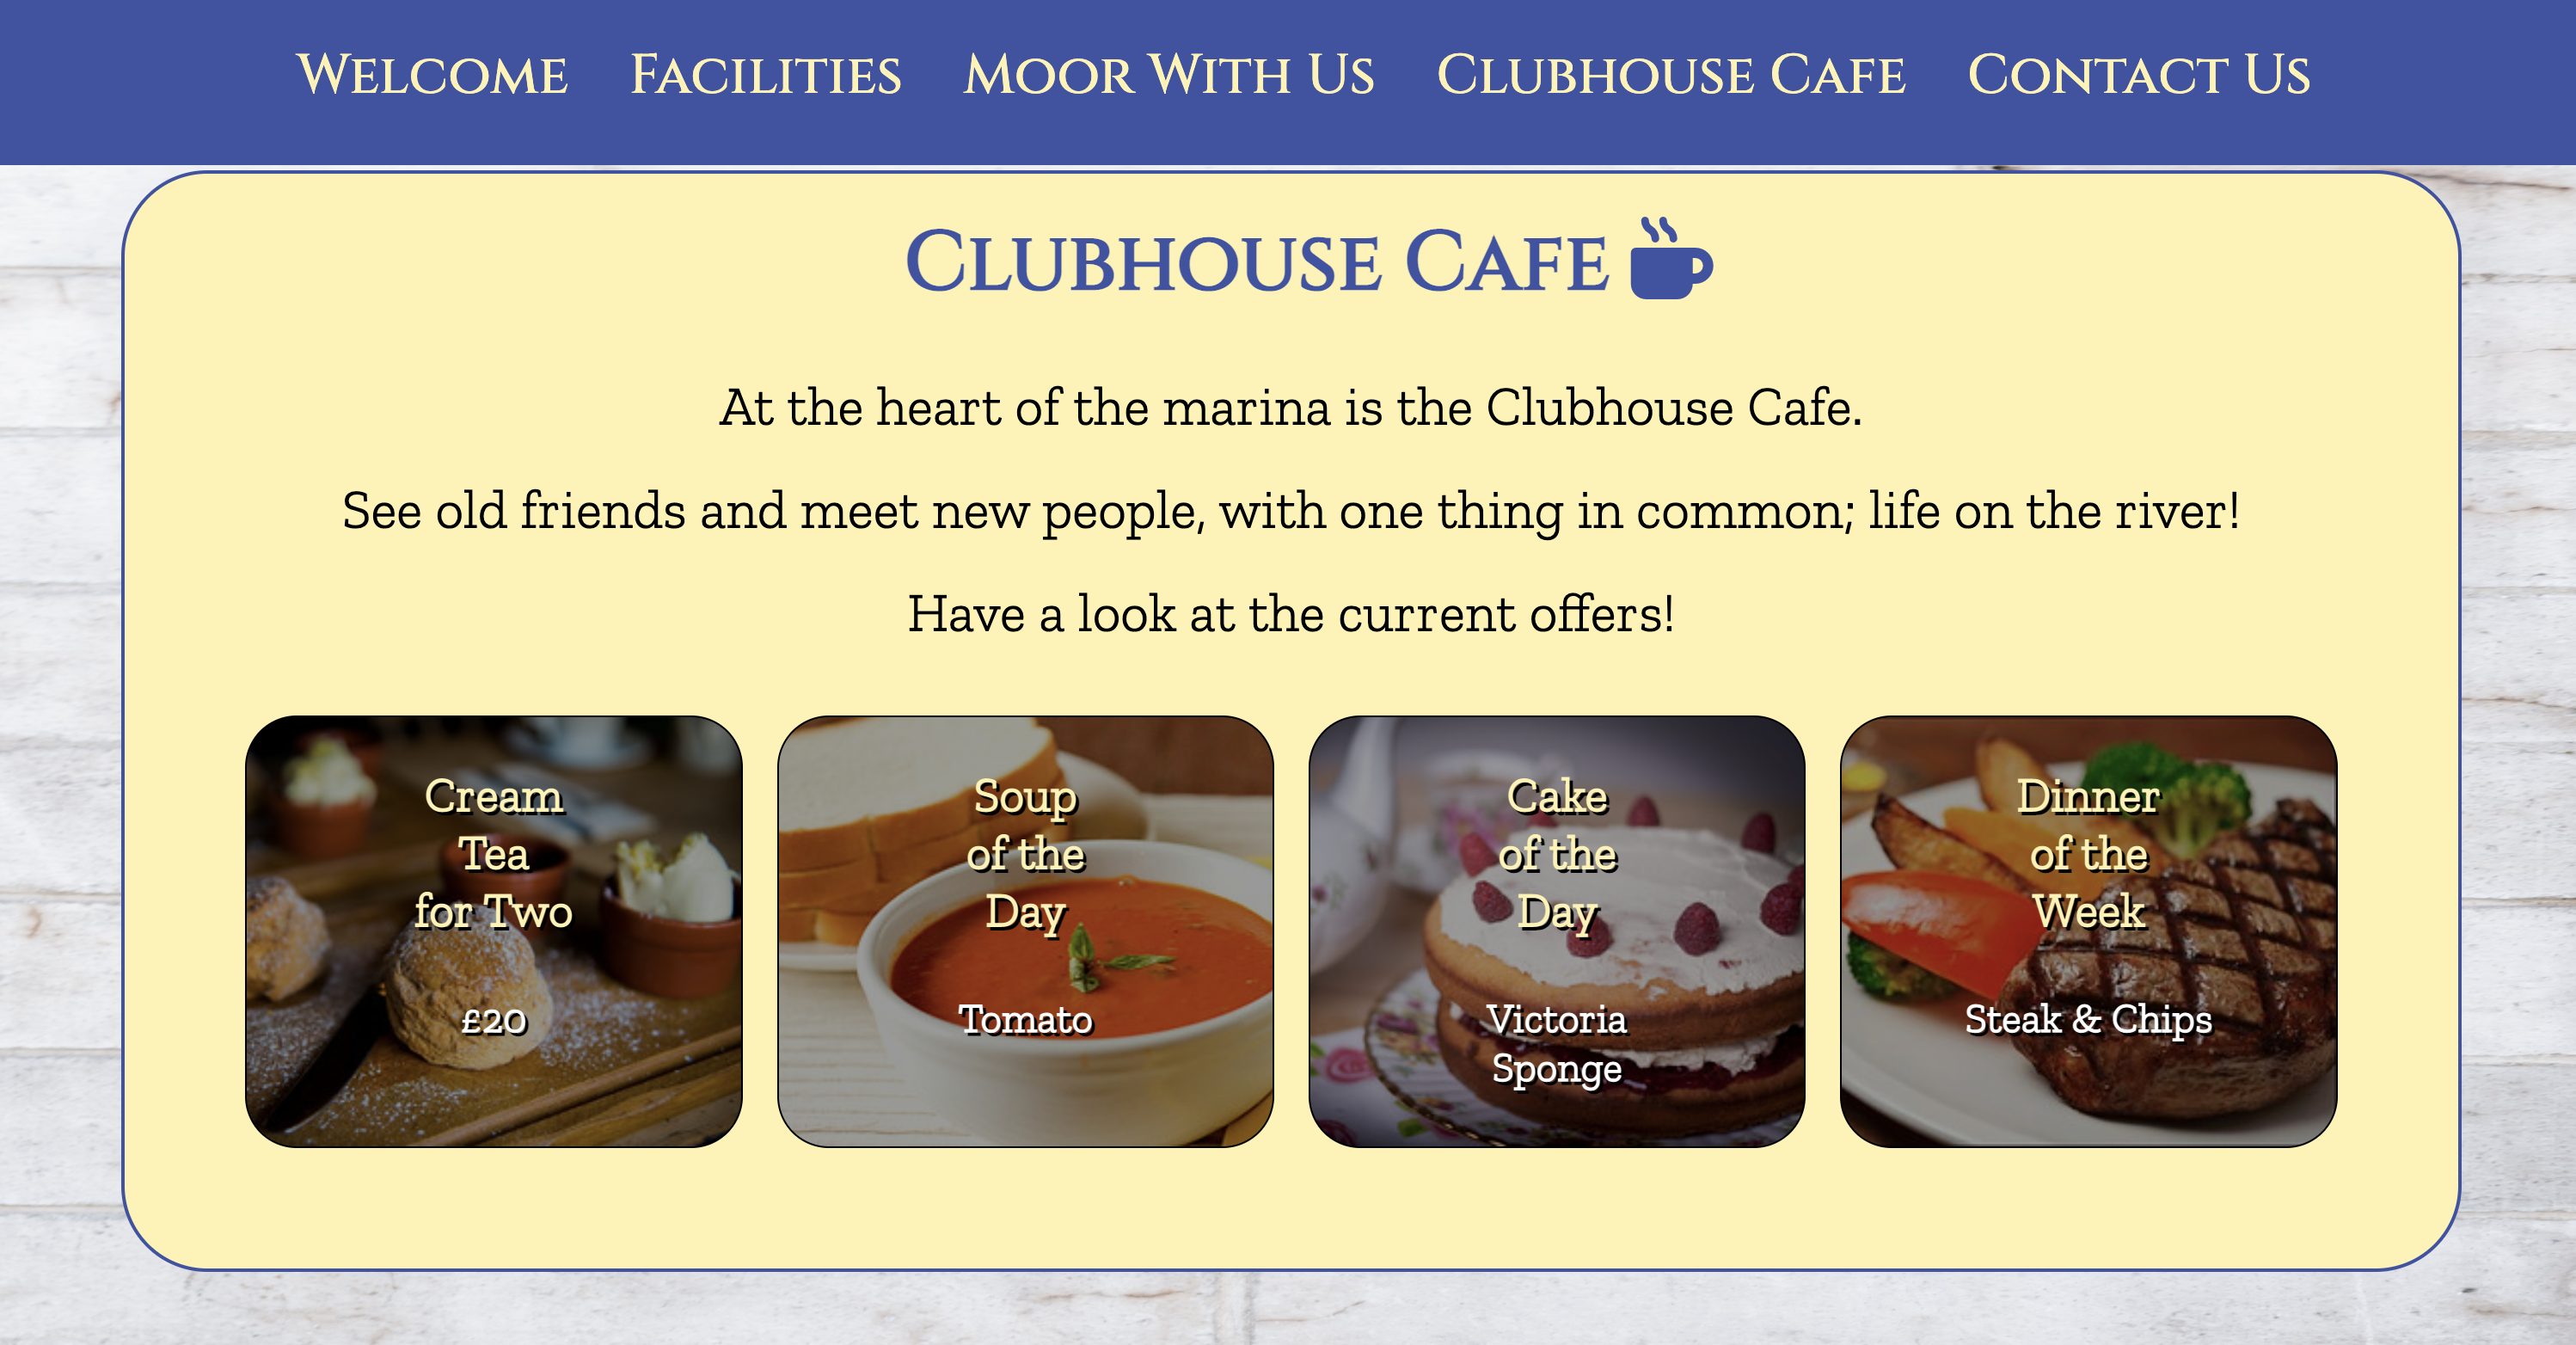 Welcome Facilities Moor With Us Clubhouse Cafe Contact Us
Clubhouse Cafe
At the heart of the marina is the Clubhouse Cafe.
See old friends and meet new people, with one thing in common; life on the river!
Have a look at the current offers!
Cream
Tea
for Two
£20
Soup
of the
Day
Tomato
Cake
of the
Day
Victoria
Sponge
Dinner
of the
Week
Steak & Chips